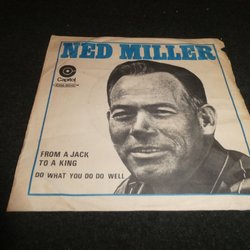 NED MILLER
Capitol
FROM A JACK
TO A KING
DO WHAT YOU DO DO WELL